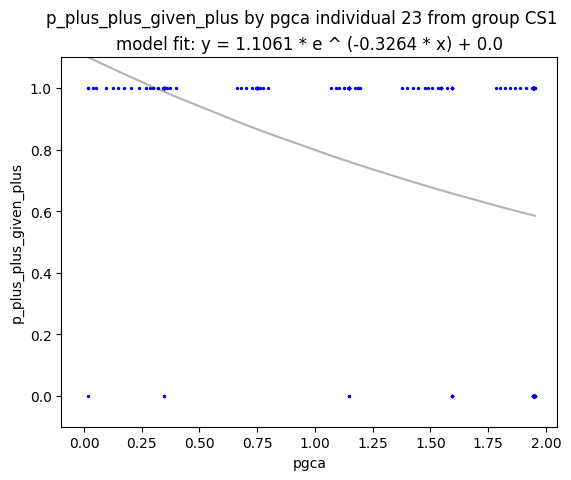 p_plus_plus_given_plus by pgca individual 23 from group CS1
model fit: y = 1.1061 * e ^ (-0.3264 * x) + 0.0
1.0
0.8
0.6
0.4
0.2
0.0
p_plus_plus_given_plus
0.00 0.25 0.50 0.75 1.00 1.25 1.50 1.75 2.00
pgca